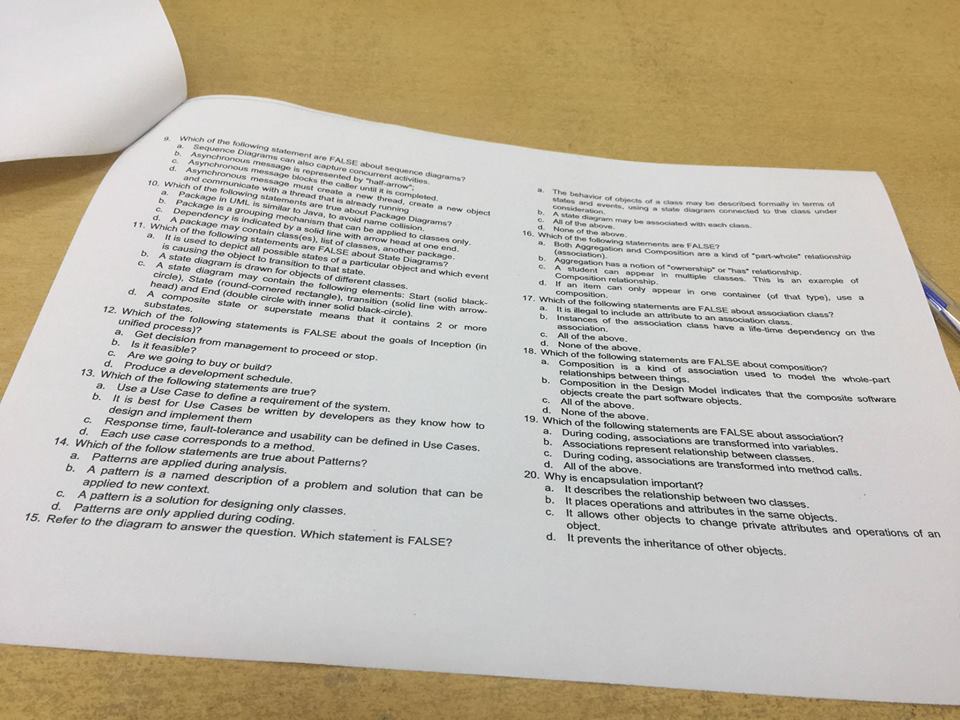 9. Which of the following statement are FALSE about sequence diagrams?
a. Sequence Diagrams can also capture concurrent activities.
b. Asynchronous message is represented by "half-arrow";
c. Asynchronous message blocks the caller until it is completed.
d. Asynchronous message must create a new thread, create a new object
and communicate with a thread that is already running
10. Which of the following statements are true about Package Diagrams?
a. Package in UML is similar to Java, to avoid name collision.
b. Package is a grouping mechanism that can be applied to classes only.
c. Dependency is indicated by a solid line with arrow head at one end.
d. A package may contain class(es), list of classes, another package.
11. Which of the following statements are FALSE about State Diagrams?
a. It is used to depict all possible states of a particular object and which event
is causing the object to transition to that state.
b. A state diagram is drawn for objects of different classes.
c. A state diagram may contain the following elements; Start (solid black-
circle), State (round-cornered rectangle), transition (solid line with arrow-
head) and End (double circle with inner solid black-circle).
d. A composite state or superstate means that it contains 2 or more
substates.
12. Which of the following statements is FALSE about the goals of Inception (in
unified process)?
a. Get decision from management to proceed or stop.
b. Is it feasible?
c. Are we going to buy or build?
d. Produce a development schedule.
13. Which of the following statements are true?
a. Use a Use Case to define a requirement of the system.
b. It is best for Use Cases be written by developers as they know how to
design and implement them
c. Response time, fault-tolerance and usability can be defined in Use Cases.
d. Each use case corresponds to a method.
14. Which of the follow statements are true about Patterns?
a. Patterns are applied during analysis.
b. A pattern is a named description of a problem and solution that can be
applied to new context.
c. A pattern is a solution for designing only classes.
d. Patterns are only applied during coding.
15. Refer to the diagram to answer the question. Which statement is FALSE?
a. The behavior of objects of a class may be described formally in terms of
states and events, using a state diagram connected to the class under
consideration.
b. A state diagram may be associated with each class.
c. All of the above.
d. None of the above.
16. Which of the following statements are FALSE?
a. Both Aggregation and Composition are a kind of "part-whole" relationship
(association).
b. Aggregation has a notion of "ownership" or "has" relationship.
c. A student can appear in multiple classes. This is an example of
Composition relationship.
d. If an item can only appear in one container (of that type), use a
composition.
17. Which of the following statements are FALSE about association class?
a. It is illegal to include an attribute to an association class.
b. Instances of the association class have a life-time dependency on the
association.
c. All of the above.
d. None of the above.
18. Which of the following statements are FALSE about composition?
a. Composition is a kind of association used to model the whole-part
relationships between things.
b. Composition in the Design Model indicates that the composite software
objects create the part software objects.
c. All of the above.
d. None of the above.
19. Which of the following statements are FALSE about association?
a. During coding, associations are transformed into variables.
b. Associations represent relationship between classes.
c. During coding, associations are transformed into method calls.
d. All of the above.
20. Why is encapsulation important?
a. It describes the relationship between two classes.
b. It places operations and attributes in the same objects.
c. It allows other objects to change private attributes and operations of an
object.
d. It prevents the inheritance of other objects.